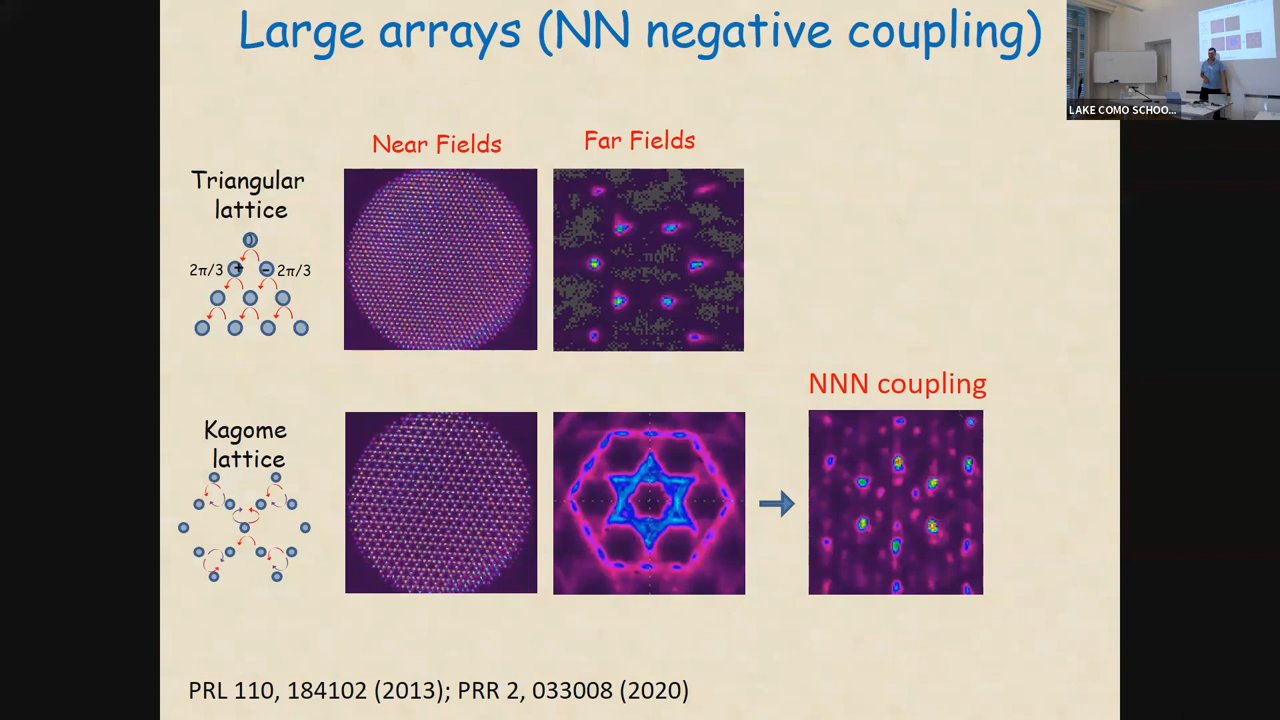 Large arrays (NN negative coupling)
LAKE COMO SCHOO...
Near Fields
Far Fields
Triangular
lattice
2π/3 + - 2π/3
NNN coupling
Kagome
lattice
PRL 110, 184102 (2013); PRR 2, 033008 (2020)